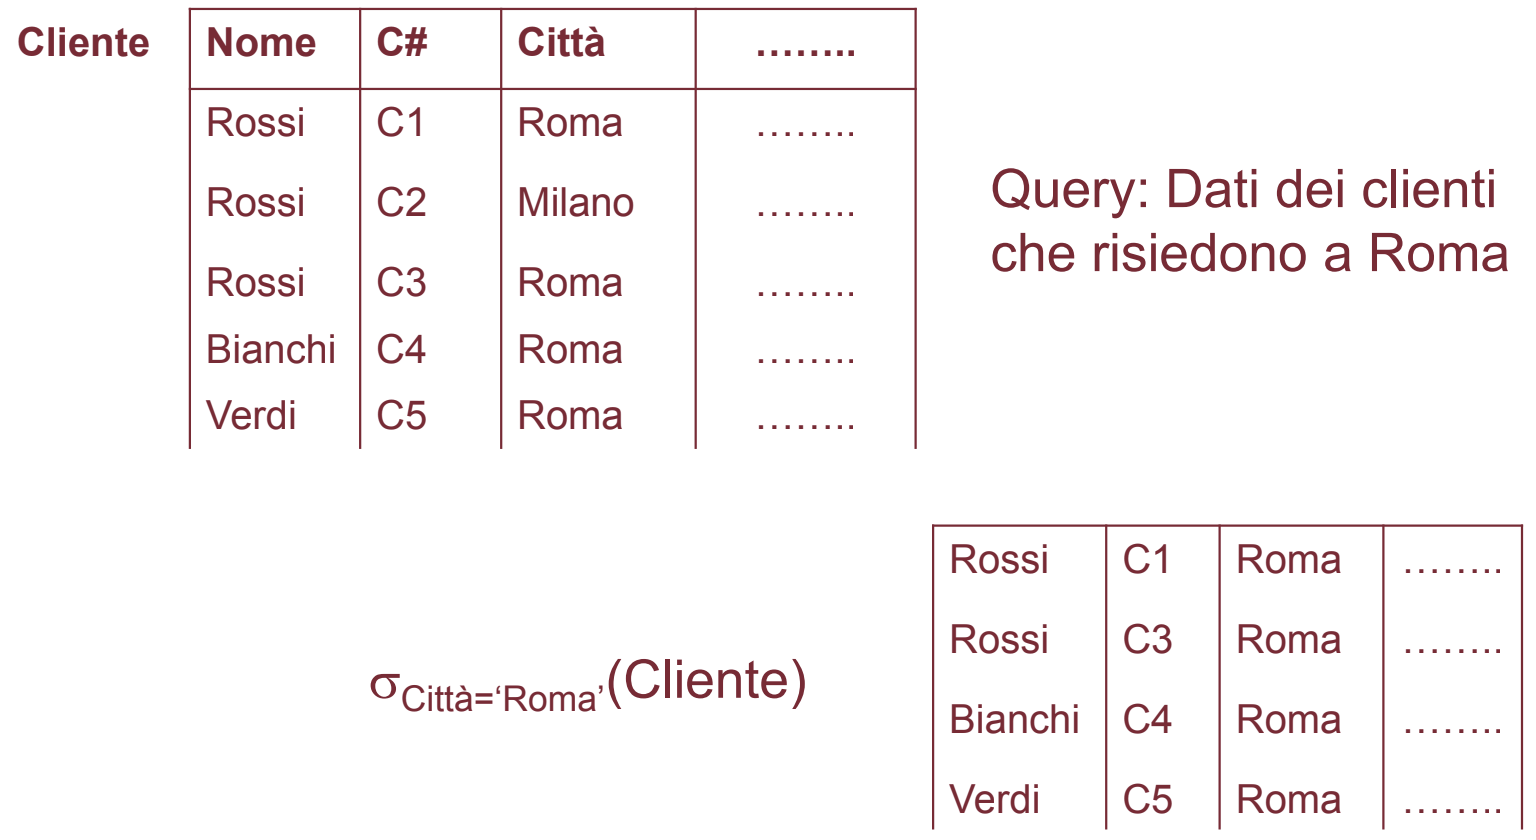 Cliente Nome C# Città ........
Rossi C1 Roma ........
Rossi C2 Milano ........
Rossi C3 Roma ........
Bianchi C4 Roma ........
Verdi C5 Roma ........
Query: Dati dei clienti
che risiedono a Roma
σCittà=‘Roma’(Cliente)
Rossi C1 Roma ........
Rossi C3 Roma ........
Bianchi C4 Roma ........
Verdi C5 Roma ........